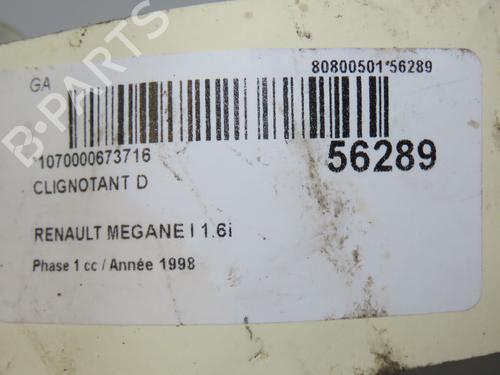 GA
80800501*56289
*1070000673716
56289
CLIGNOTANT D
RENAULT MEGANE I 1.6i
Phase 1 cc / Année 1998
B-PARTS